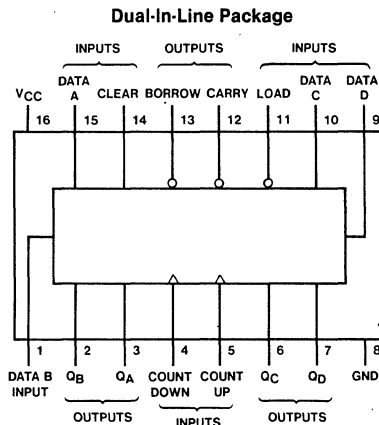 Dual-In-Line Package
INPUTS OUTPUTS INPUTS
DATA DATA DATA
VCC A CLEAR BORROW CARRY LOAD C D
16 15 14 13 12 11 10 9
1 2 3 4 5 6 7 8
DATA B QB QA COUNT COUNT QC QD GND
INPUT DOWN UP
OUTPUTS INPUTS OUTPUTS